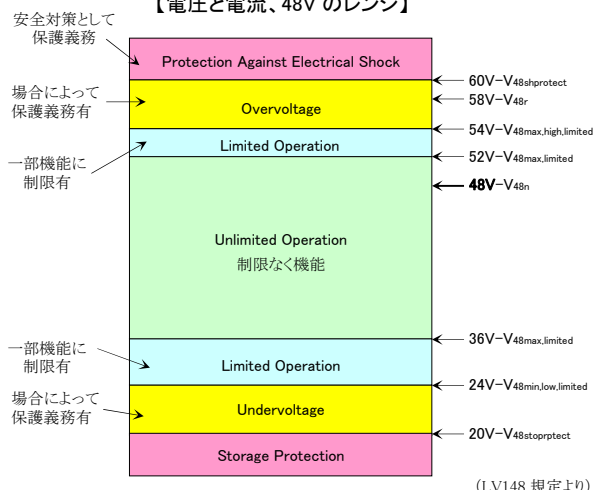 【電圧と電流、48V のレンジ】
安全対策として
保護義務
Protection Against Electrical Shock
60V-V48shprotect
場合によって
保護義務有
Overvoltage
58V-V48r
54V-V48max,high,limited
一部機能に
制限有
Limited Operation
52V-V48max,limited
48V-V48n
Unlimited Operation
制限なく機能
36V-V48max,limited
一部機能に
制限有
Limited Operation
24V-V48min,low,limited
場合によって
保護義務有
Undervoltage
20V-V48stoprptect
Storage Protection
(LV148 規定より)